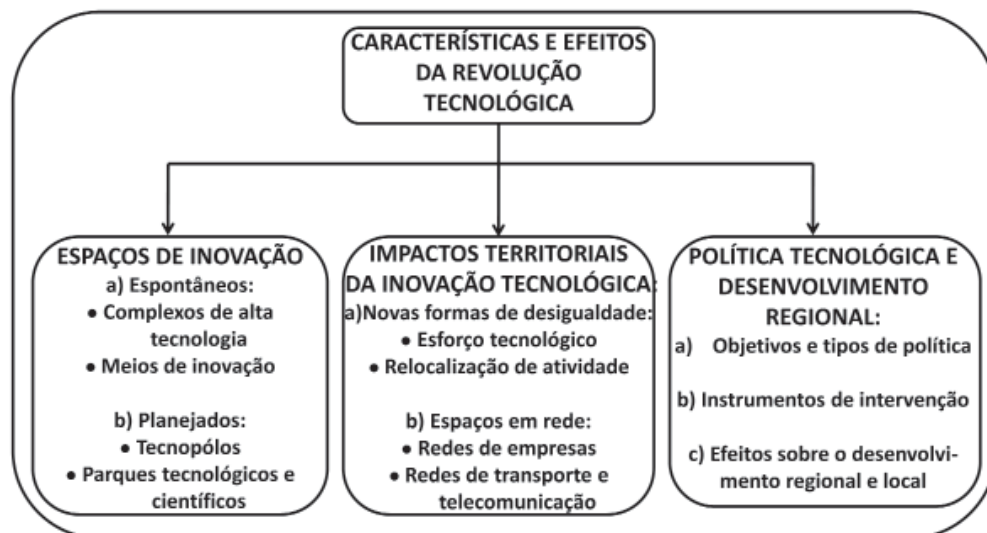 CARACTERÍSTICAS E EFEITOS
DA REVOLUÇÃO
TECNOLÓGICA
ESPAÇOS DE INOVAÇÃO
a) Espontâneos:
● Complexos de alta
tecnologia
● Meios de inovação
b) Planejados:
● Tecnopólos
● Parques tecnológicos e
científicos
IMPACTOS TERRITORIAIS
DA INOVAÇÃO TECNOLÓGICA:
a)Novas formas de desigualdade:
● Esforço tecnológico
● Relocalização de atividade
b) Espaços em rede:
● Redes de empresas
● Redes de transporte e
telecomunicação
POLÍTICA TECNOLÓGICA E
DESENVOLVIMENTO
REGIONAL:
a) Objetivos e tipos de política
b) Instrumentos de intervenção
c) Efeitos sobre o desenvolvi-
mento regional e local